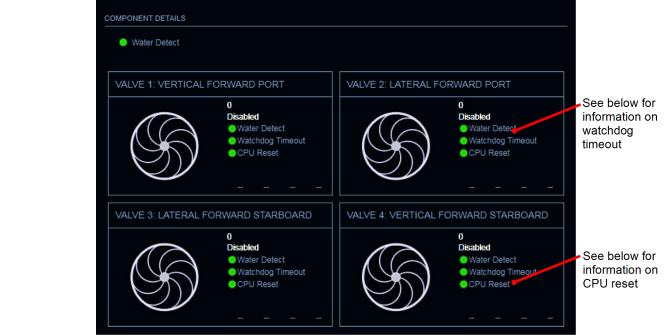 COMPONENT DETAILS
Water Detect
VALVE 1: VERTICAL FORWARD PORT
0
Disabled
Water Detect
Watchdog Timeout
CPU Reset
-- -- -- --
VALVE 2: LATERAL FORWARD PORT
0
Disabled
Water Detect
Watchdog Timeout
CPU Reset
-- -- -- --
See below for
information on
watchdog
timeout
VALVE 3: LATERAL FORWARD STARBOARD
0
Disabled
Water Detect
Watchdog Timeout
CPU Reset
-- -- -- --
VALVE 4: VERTICAL FORWARD STARBOARD
0
Disabled
Water Detect
Watchdog Timeout
CPU Reset
-- -- -- --
See below for
information on
CPU reset